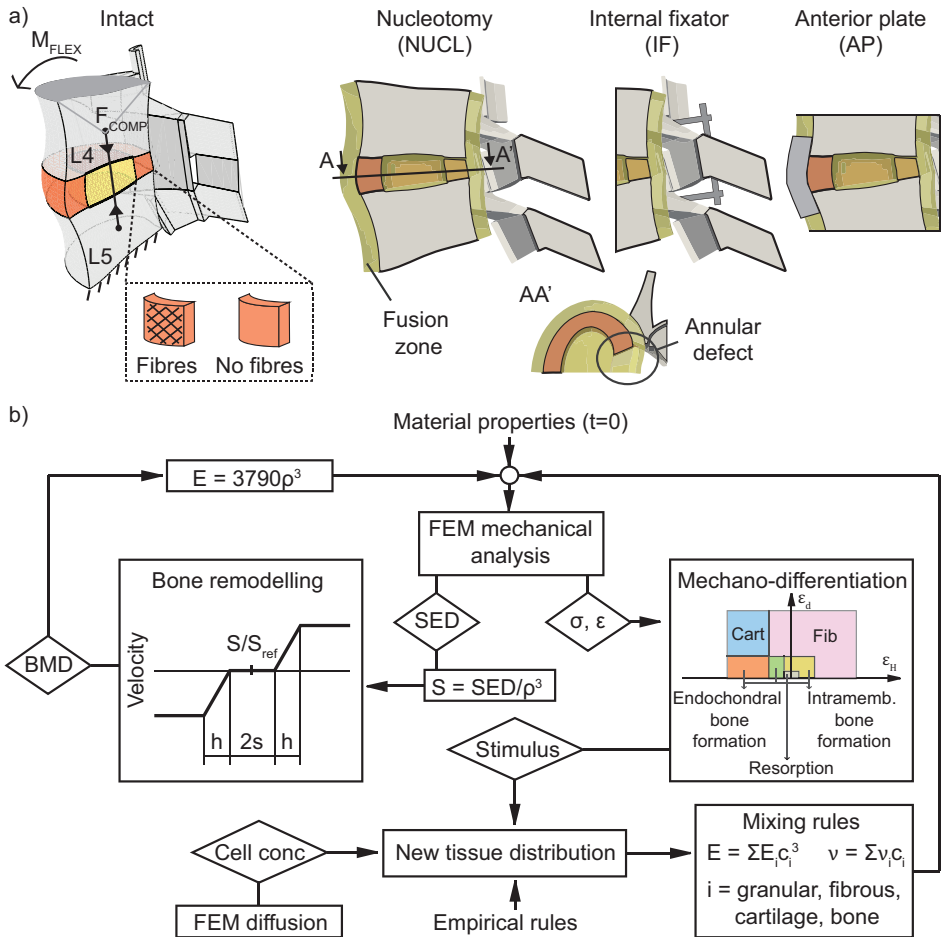 a)
Intact
Nucleotomy
(NUCL)
Internal fixator
(IF)
Anterior plate
(AP)
M_FLEX
F_COMP
L4
L5
A
A'
Fibres
No fibres
Fusion
zone
AA'
Annular
defect
b)
Material properties (t=0)
E = 3790ρ³
FEM mechanical
analysis
Bone remodelling
Velocity
S/S_ref
h
2s
h
BMD
SED
σ, ε
S = SED/ρ³
Mechano-differentiation
ε_d
Cart
Fib
ε_H
Endochondral
bone
formation
Intramemb.
bone
formation
Resorption
Stimulus
Cell conc
New tissue distribution
FEM diffusion
Empirical rules
Mixing rules
E = ΣE_i c_i³   ν = Σν_i c_i
i = granular, fibrous,
cartilage, bone